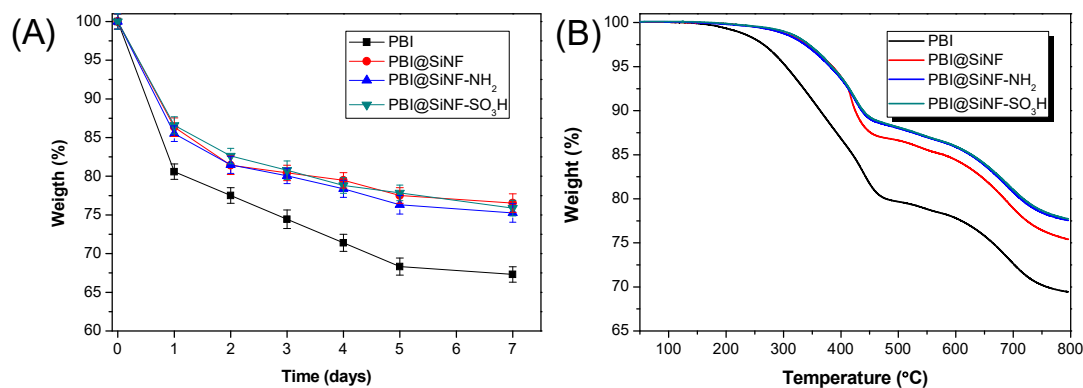 (A)
PBI
PBI@SiNF
PBI@SiNF-NH2
PBI@SiNF-SO3H
Weigth (%)
100
95
90
85
80
75
70
65
60
0 1 2 3 4 5 6 7
Time (days)
(B)
PBI
PBI@SiNF
PBI@SiNF-NH2
PBI@SiNF-SO3H
Weight (%)
100
95
90
85
80
75
70
65
100 200 300 400 500 600 700 800
Temperature (°C)